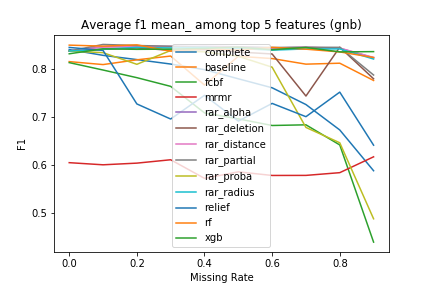 Average f1 mean_ among top 5 features (gnb)
F1
0.8
0.7
0.6
0.5
complete
baseline
fcbf
mrmr
rar_alpha
rar_deletion
rar_distance
rar_partial
rar_proba
rar_radius
relief
rf
xgb
0.0 0.2 0.4 0.6 0.8
Missing Rate